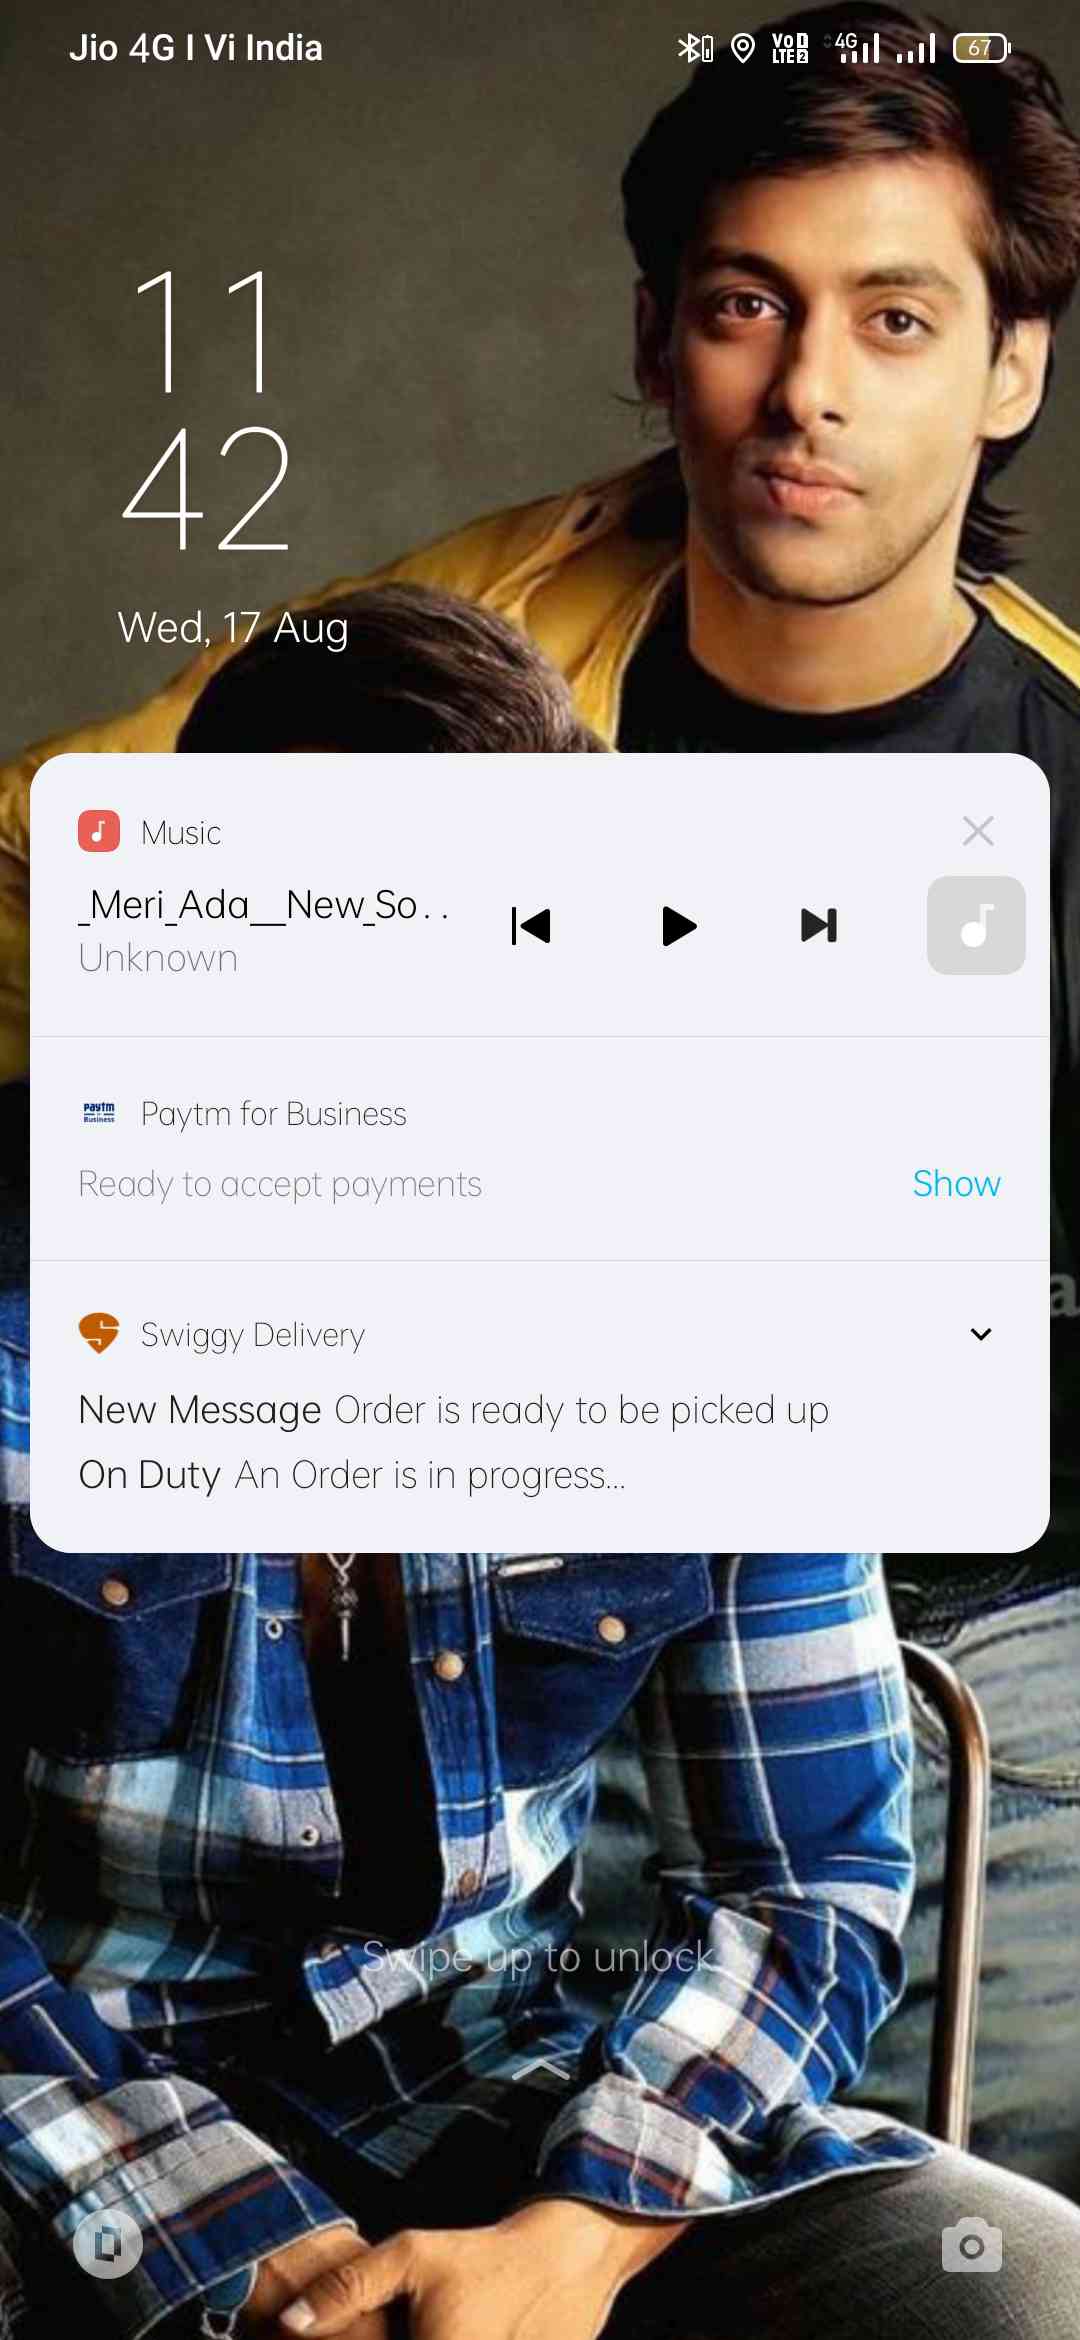 Jio 4G I Vi India
VoLTE 1 2
4G
67
11
42
Wed, 17 Aug
Music
_Meri_Ada__New_So..
Unknown
paytm
Business
Paytm for Business
Ready to accept payments
Show
Swiggy Delivery
New Message Order is ready to be picked up
On Duty An Order is in progress...
Swipe up to unlock